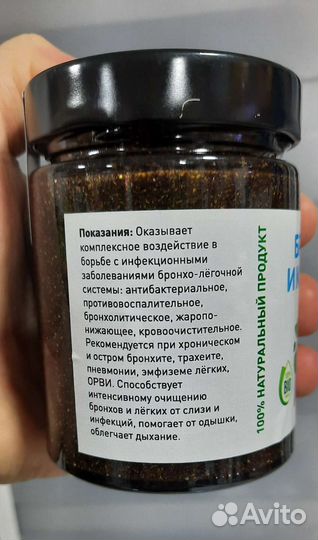 Показания: Оказывает
комплексное воздействие в
борьбе с инфекционными
заболеваниями бронхо-лёгочной
системы: антибактериальное,
противовоспалительное,
бронхолитическое, жаропо-
нижающее, кровоочистительное.
Рекомендуется при хроническом
и остром бронхите, трахеите,
пневмонии, эмфиземе лёгких,
ОРВИ. Способствует
интенсивному очищению
бронхов и лёгких от слизи и
инфекций, помогает от одышки,
облегчает дыхание.
100% НАТУРАЛЬНЫЙ ПРОДУКТ
BIO
Avito